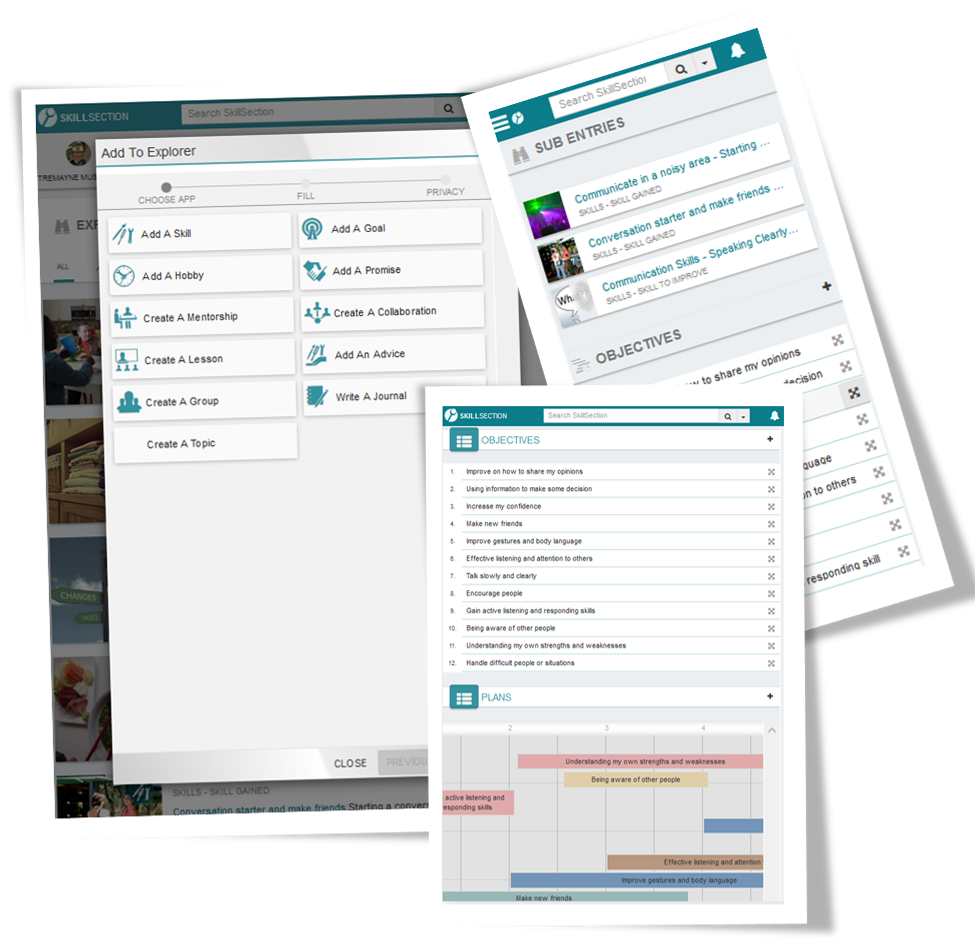 SKILLSECTION
Search SkillSection
Add To Explorer
CHOOSE APP
FILL
PRIVACY
Add A Skill
Add A Goal
Add A Hobby
Add A Promise
Create A Mentorship
Create A Collaboration
Create A Lesson
Add An Advice
Create A Group
Write A Journal
Create A Topic
ALL
CHANGES
CLOSE
SKILLS - SKILL GAINED
Conversation starter and make friends Starting a
Search SkillSection
SUB ENTRIES
Communicate in a noisy area - Starting ...
SKILLS - SKILL GAINED
Conversation starter and make friends ...
SKILLS - SKILL GAINED
Communication Skills - Speaking Clearly...
SKILLS - SKILL TO IMPROVE
OBJECTIVES
to share my opinions
decision
to others
responding skill
SKILLSECTION
Search SkillSection
OBJECTIVES
1. Improve on how to share my opinions
2. Using information to make some decision
3. Increase my confidence
4. Make new friends
5. Improve gestures and body language
6. Effective listening and attention to others
7. Talk slowly and clearly
8. Encourage people
9. Gain active listening and responding skills
10. Being aware of other people
11. Understanding my own strengths and weaknesses
12. Handle difficult people or situations
PLANS
2 3 4
Understanding my own strengths and weaknesses
Being aware of other people
active listening and
responding skills
Effective listening and attention
Improve gestures and body language
Make new friends